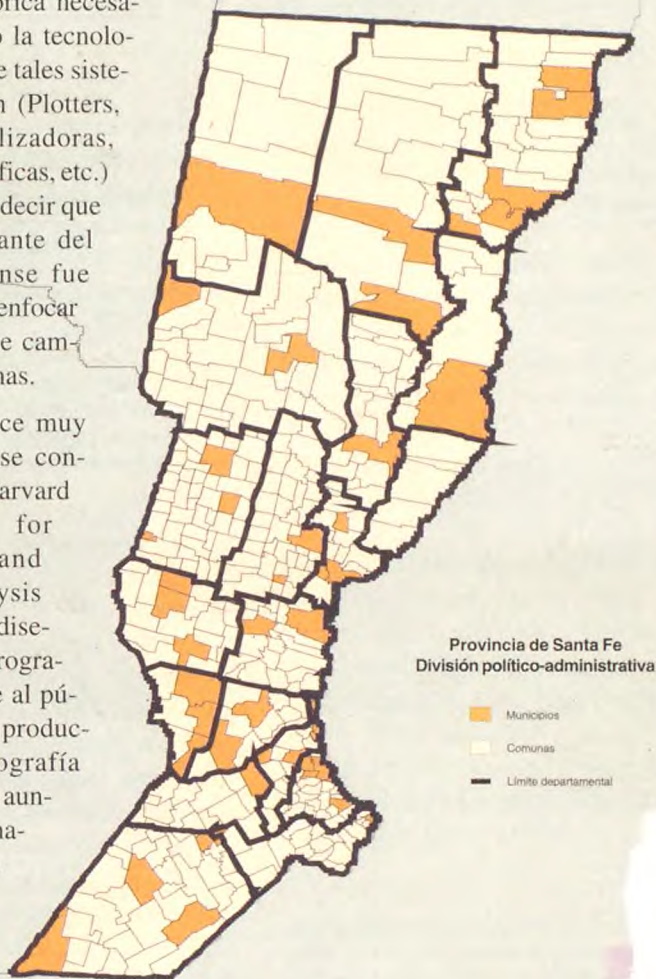 órica necesa-
o la tecnolo-
e tales siste-
n (Plotters,
lizadoras,
ficas, etc.)
decir que
ante del
nse fue
enfocar
e cam-
nas.
ce muy
se con-
arvard
for
and
ysis
dise-
rogra-
e al pú-
produc-
ografía
aun-
na-
Provincia de Santa Fe
División político-administrativa
Municipios
Comunas
Límite departamental